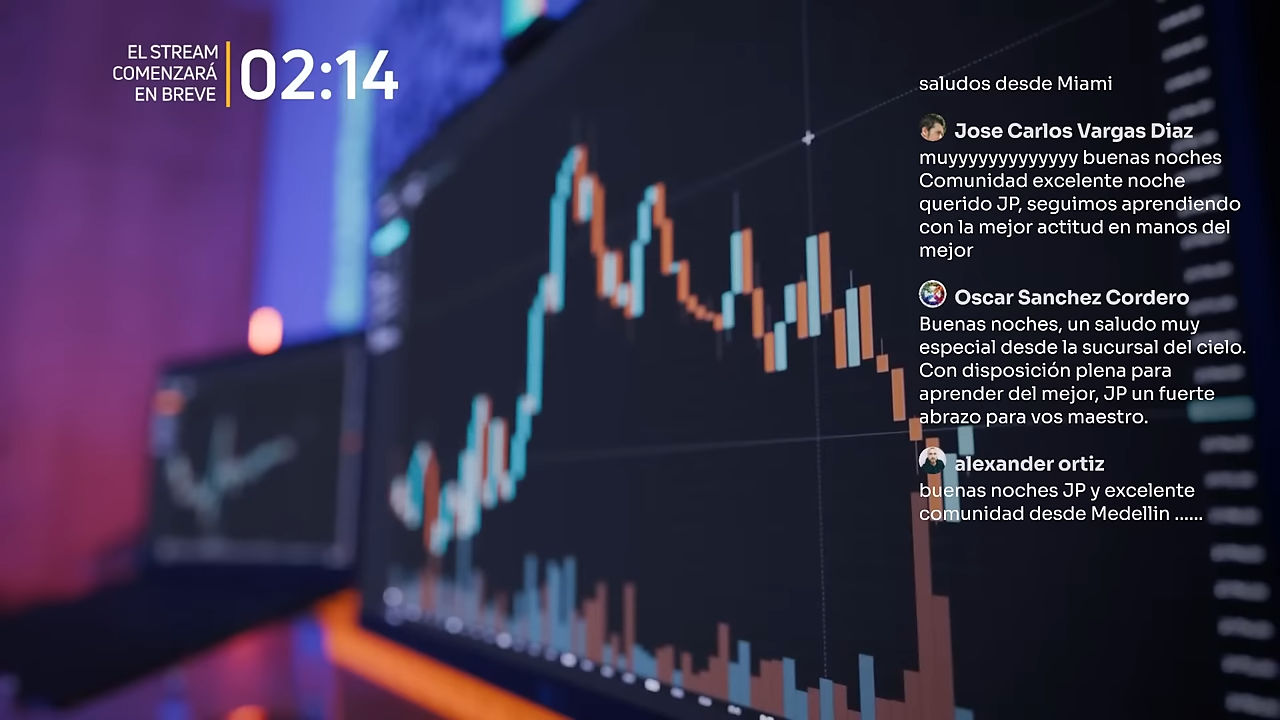 EL STREAM
COMENZARÁ
EN BREVE
02:14
saludos desde Miami
Jose Carlos Vargas Diaz
muyyyyyyyyyyyyy buenas noches
Comunidad excelente noche
querido JP, seguimos aprendiendo
con la mejor actitud en manos del
mejor
Oscar Sanchez Cordero
Buenas noches, un saludo muy
especial desde la sucursal del cielo.
Con disposición plena para
aprender del mejor, JP un fuerte
abrazo para vos maestro.
alexander ortiz
buenas noches JP y excelente
comunidad desde Medellin ......